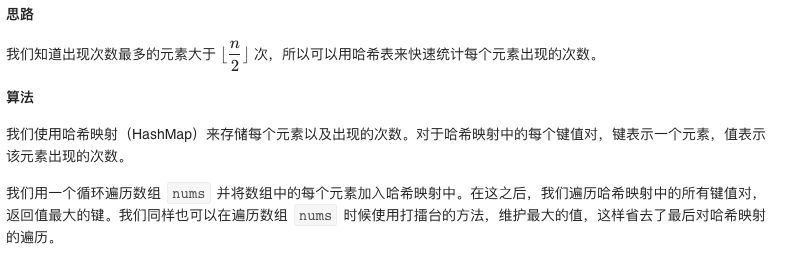 思路
我们知道出现次数最多的元素大于 ⌊n/2⌋ 次，所以可以用哈希表来快速统计每个元素出现的次数。
算法
我们使用哈希映射（HashMap）来存储每个元素以及出现的次数。对于哈希映射中的每个键值对，键表示一个元素，值表示
该元素出现的次数。
我们用一个循环遍历数组 nums 并将数组中的每个元素加入哈希映射中。在这之后，我们遍历哈希映射中的所有键值对，
返回值最大的键。我们同样也可以在遍历数组 nums 时候使用打擂台的方法，维护最大的值，这样省去了最后对哈希映射
的遍历。